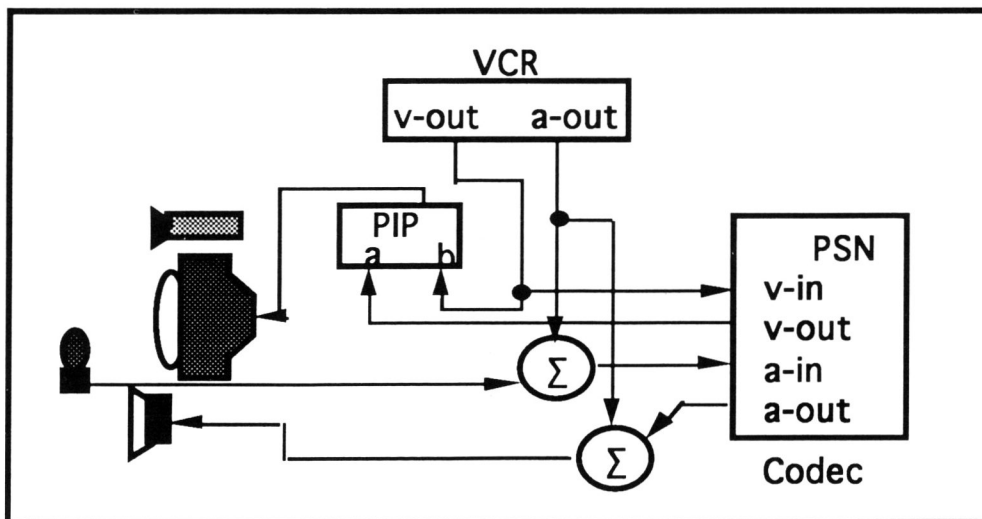 VCR
v-out a-out
PIP
a b
PSN
v-in
v-out
a-in
a-out
Σ
Σ
Codec